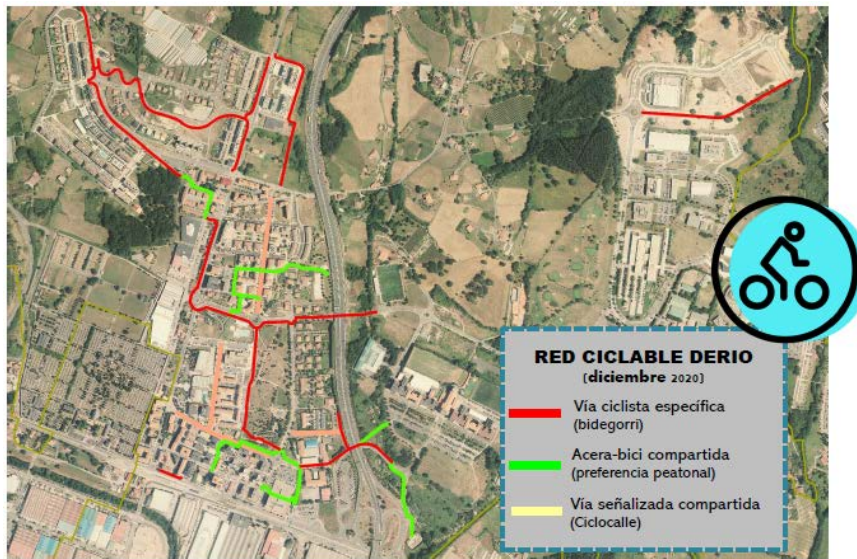 RED CICLABLE DERIO
(diciembre 2020)
Vía ciclista específica
(bidegorri)
Acera-bici compartida
(preferencia peatonal)
Vía señalizada compartida
(Ciclocalle)